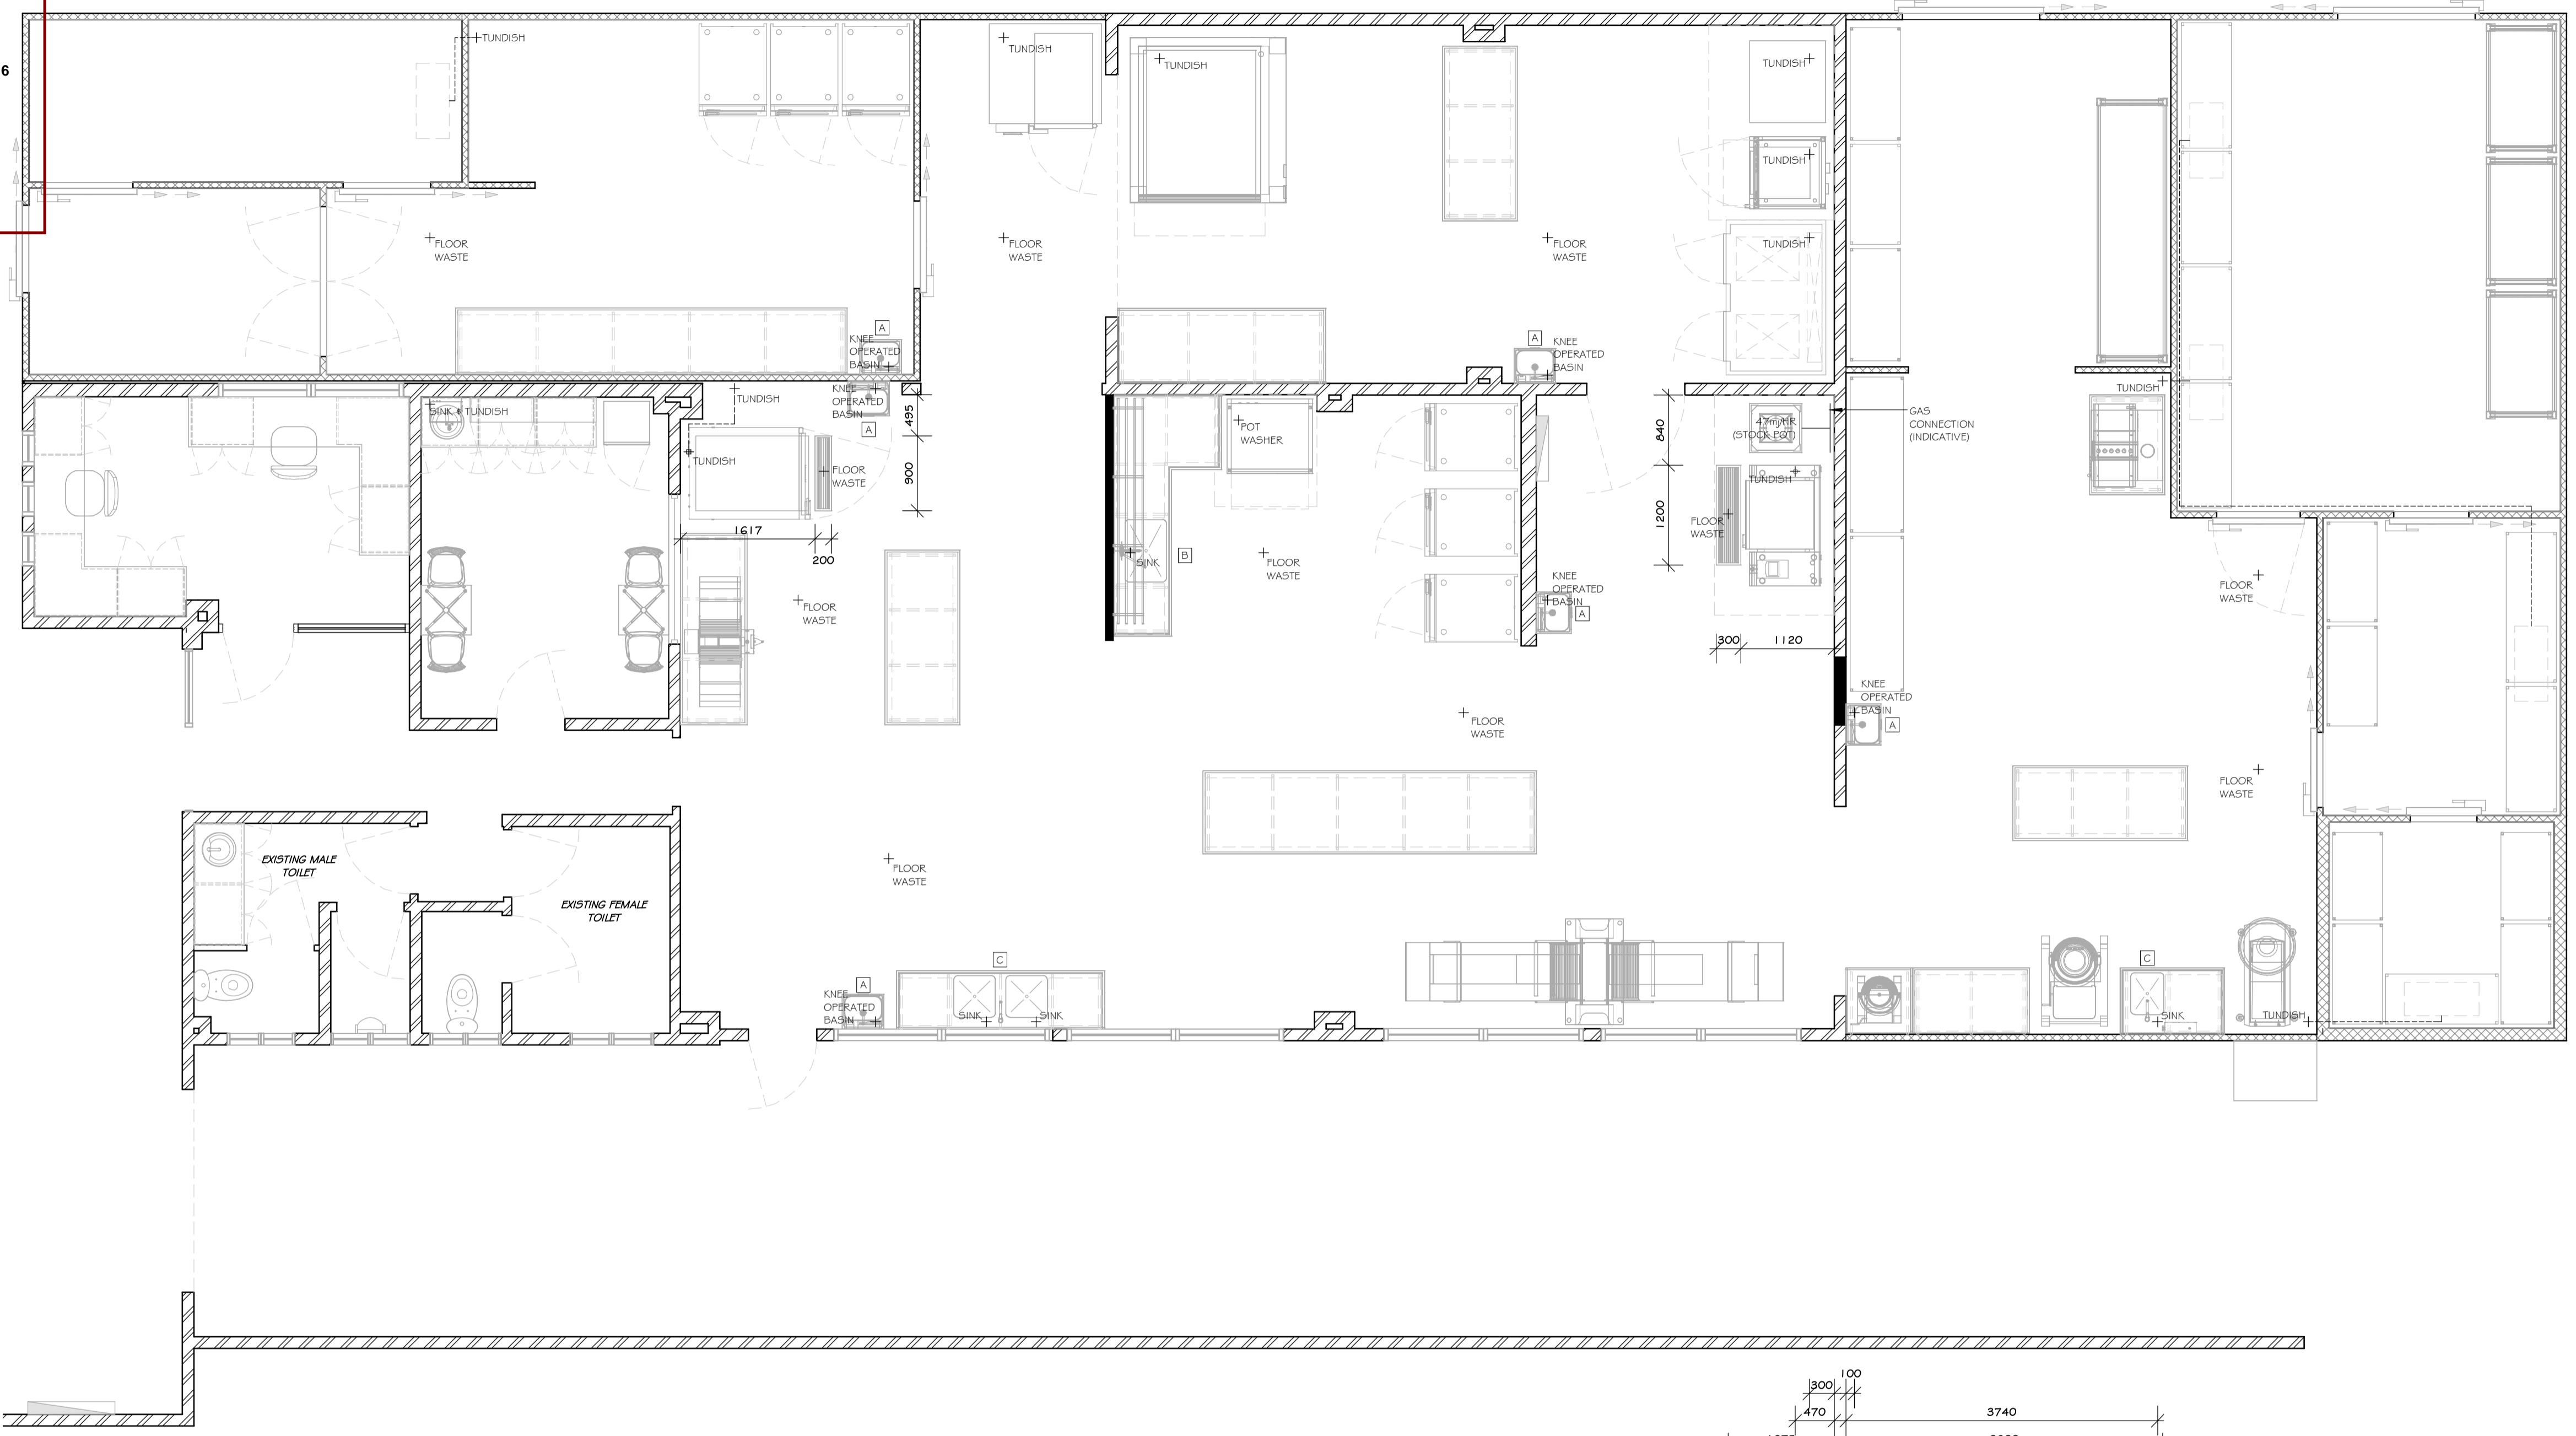 6
TUNDISH
TUNDISH
TUNDISH
TUNDISH
TUNDISH
TUNDISH
FLOOR
WASTE
FLOOR
WASTE
FLOOR
WASTE
A
KNEE
OPERATED
BASIN
A
KNEE
OPERATED
BASIN
KNEE
OPERATED
BASIN
A
TUNDISH
SINK & TUNDISH
TUNDISH
FLOOR
WASTE
495
900
1617
200
POT
WASHER
840
1200
47mj/HR
(STOCK POT)
GAS
CONNECTION
(INDICATIVE)
TUNDISH
TUNDISH
FLOOR
WASTE
SINK
B
FLOOR
WASTE
KNEE
OPERATED
BASIN
A
FLOOR
WASTE
FLOOR
WASTE
300
1120
KNEE
OPERATED
BASIN
A
FLOOR
WASTE
FLOOR
WASTE
EXISTING MALE
TOILET
EXISTING FEMALE
TOILET
FLOOR
WASTE
A
KNEE
OPERATED
BASIN
C
SINK
SINK
C
SINK
TUNDISH
100
300
470
3740